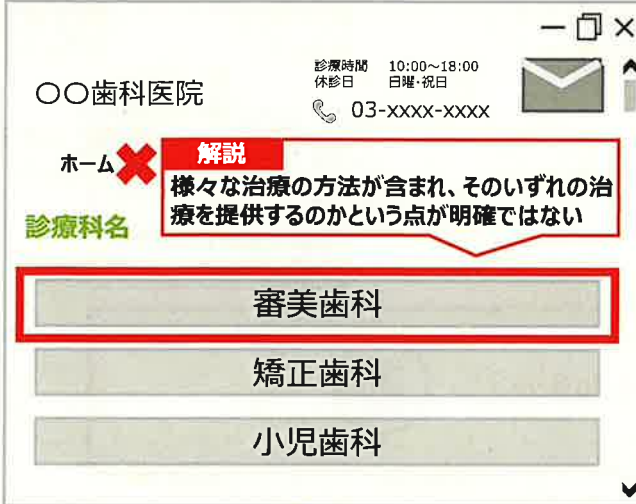 診療時間 10:00～18:00
休診日 日曜・祝日
○○歯科医院
03-xxxx-xxxx
ホーム
解説
様々な治療の方法が含まれ、そのいずれの治
療を提供するのかという点が明確ではない
診療科名
審美歯科
矯正歯科
小児歯科